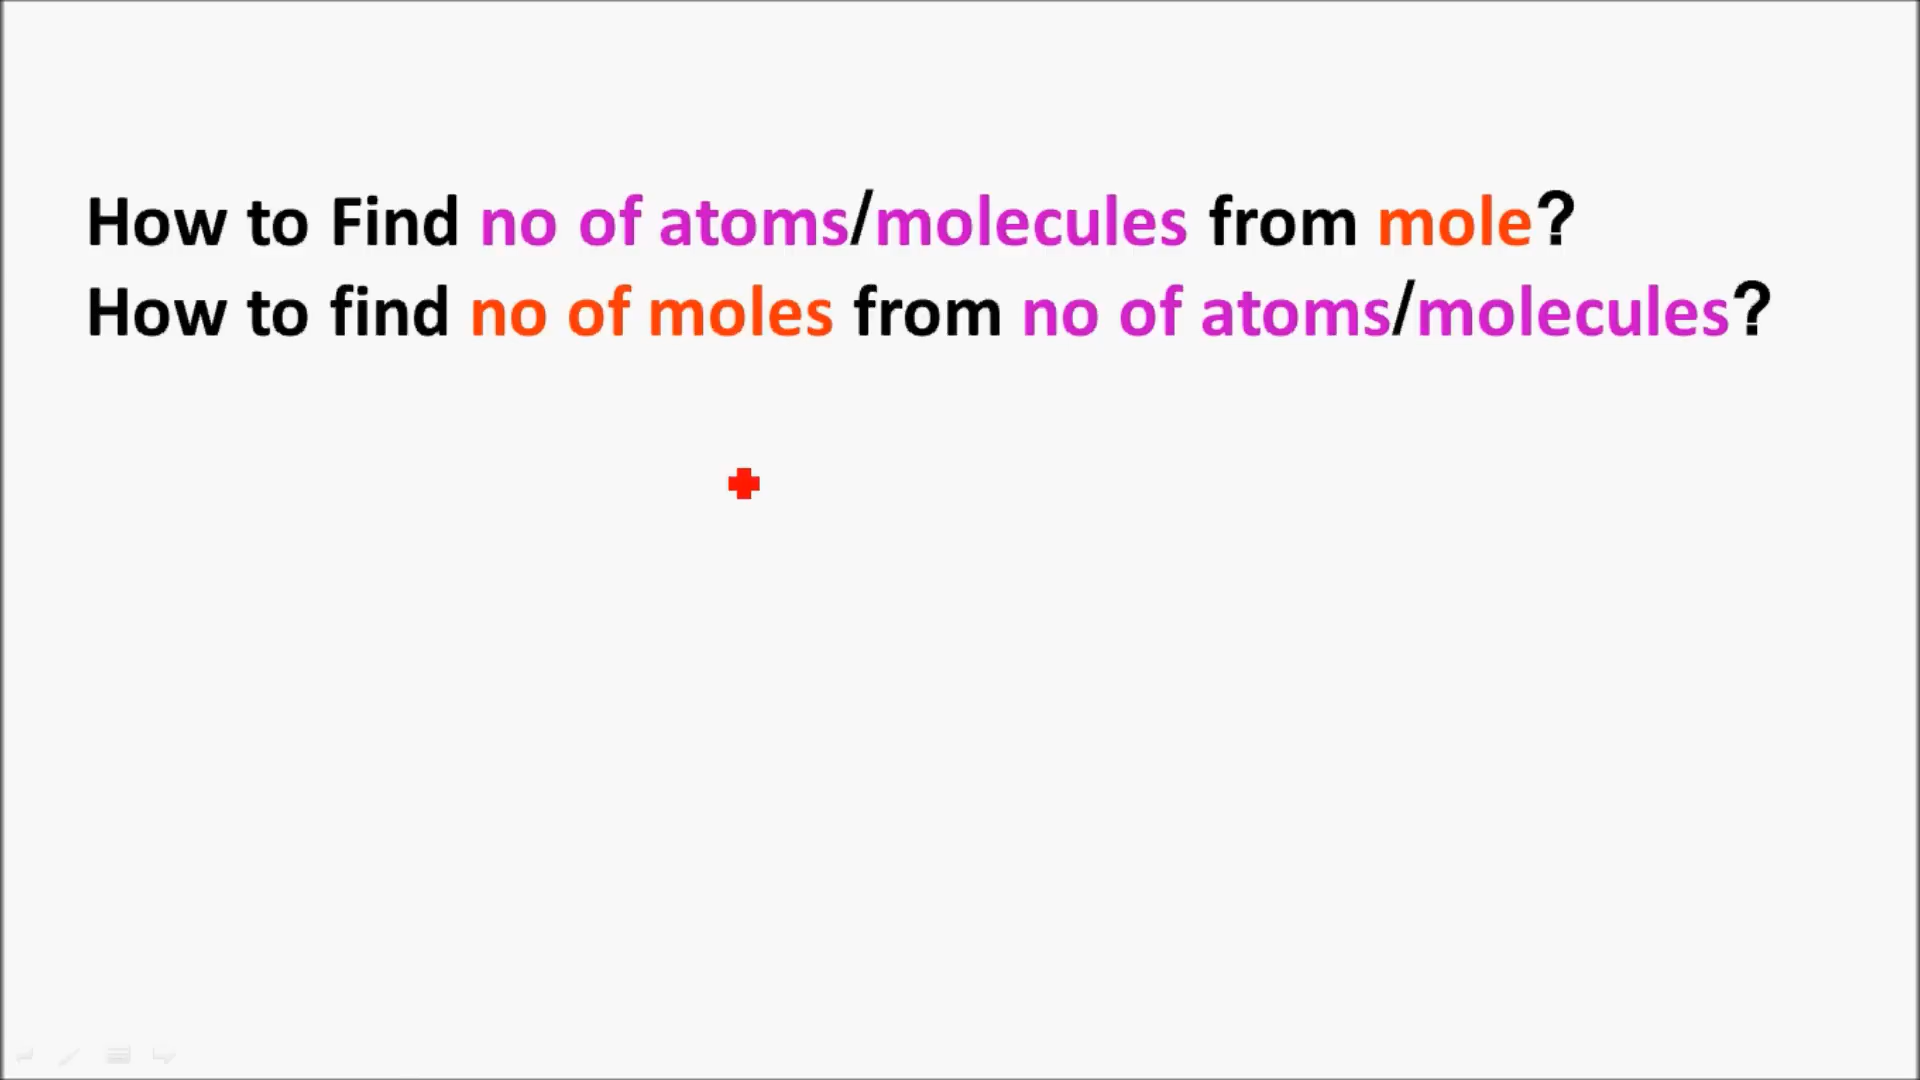 How to Find no of atoms/molecules from mole?
How to find no of moles from no of atoms/molecules?